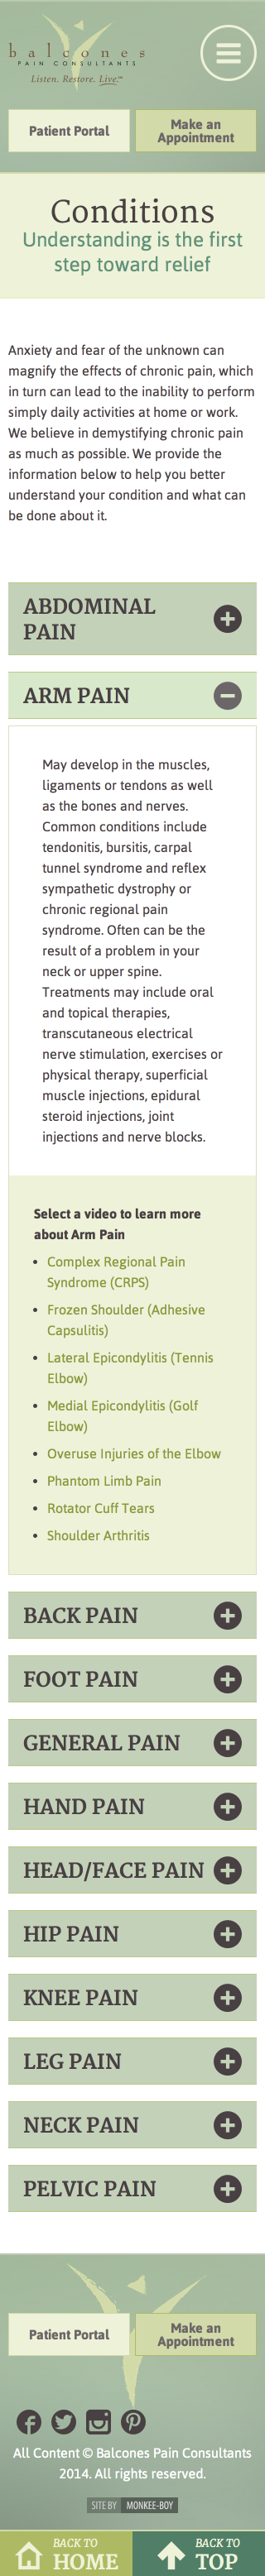 balcones
PAIN CONSULTANTS
Listen. Restore. Live.™
Patient Portal
Make an
Appointment
Conditions
Understanding is the first
step toward relief
Anxiety and fear of the unknown can
magnify the effects of chronic pain, which
in turn can lead to the inability to perform
simply daily activities at home or work.
We believe in demystifying chronic pain
as much as possible. We provide the
information below to help you better
understand your condition and what can
be done about it.
ABDOMINAL
PAIN
ARM PAIN
May develop in the muscles,
ligaments or tendons as well
as the bones and nerves.
Common conditions include
tendonitis, bursitis, carpal
tunnel syndrome and reflex
sympathetic dystrophy or
chronic regional pain
syndrome. Often can be the
result of a problem in your
neck or upper spine.
Treatments may include oral
and topical therapies,
transcutaneous electrical
nerve stimulation, exercises or
physical therapy, superficial
muscle injections, epidural
steroid injections, joint
injections and nerve blocks.
Select a video to learn more
about Arm Pain
• Complex Regional Pain
Syndrome (CRPS)
• Frozen Shoulder (Adhesive
Capsulitis)
• Lateral Epicondylitis (Tennis
Elbow)
• Medial Epicondylitis (Golf
Elbow)
• Overuse Injuries of the Elbow
• Phantom Limb Pain
• Rotator Cuff Tears
• Shoulder Arthritis
BACK PAIN
FOOT PAIN
GENERAL PAIN
HAND PAIN
HEAD/FACE PAIN
HIP PAIN
KNEE PAIN
LEG PAIN
NECK PAIN
PELVIC PAIN
Patient Portal
Make an
Appointment
All Content © Balcones Pain Consultants
2014. All rights reserved.
SITE BY MONKEE-BOY
BACK TO
HOME
BACK TO
TOP